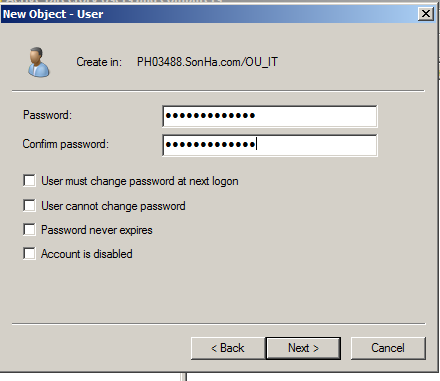 New Object - User
Create in: PH03488.SonHa.com/OU_IT
Password: ●●●●●●●●●●●●●
Confirm password: ●●●●●●●●●●●●●
User must change password at next logon
User cannot change password
Password never expires
Account is disabled
< Back Next > Cancel